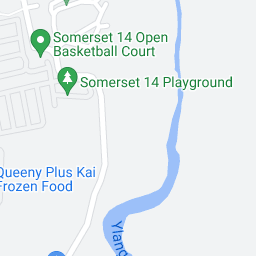 Somerset 14 Open
Basketball Court
Somerset 14 Playground
Queeny Plus Kai
Frozen Food